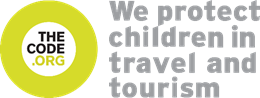 THE
CODE
.ORG
We protect
children in
travel and
tourism